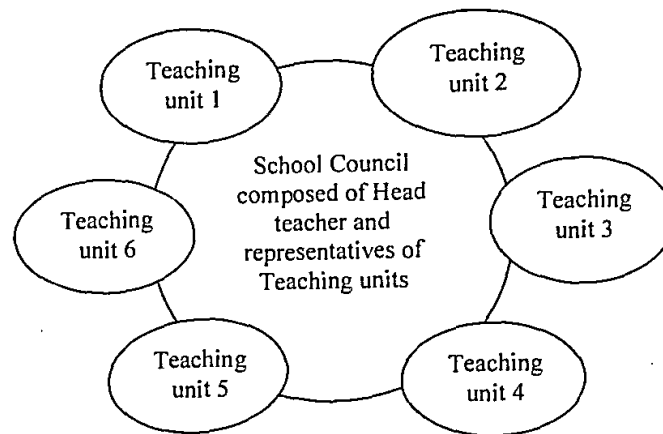 Teaching
unit 1
Teaching
unit 2
School Council
composed of Head
teacher and
representatives of
Teaching units
Teaching
unit 3
Teaching
unit 4
Teaching
unit 5
Teaching
unit 6